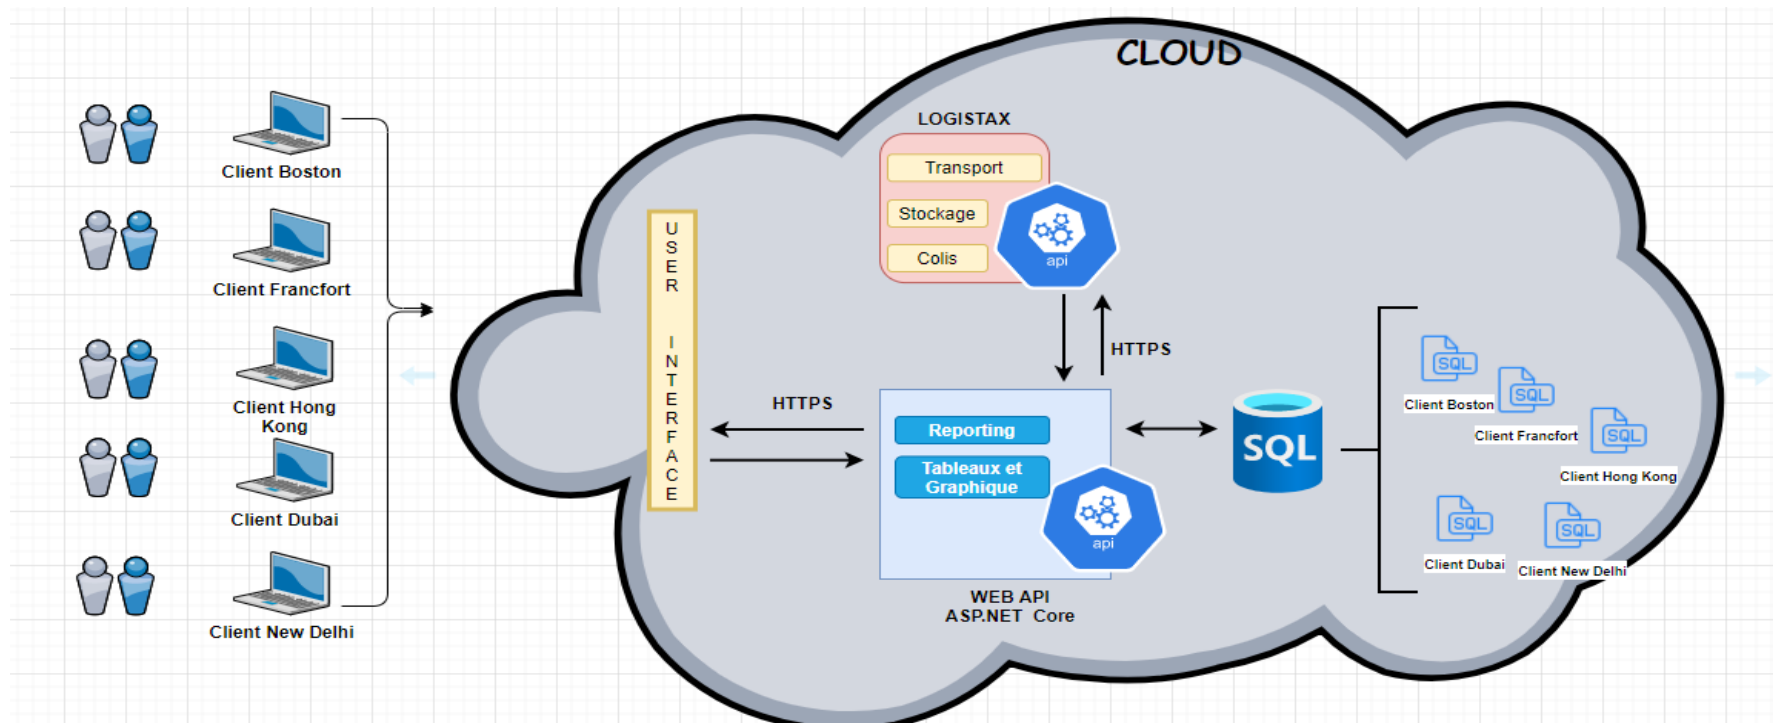 CLOUD
LOGISTAX
Transport
Stockage
Colis
api
Client Boston
Client Francfort
Client Hong
Kong
Client Dubai
Client New Delhi
USER INTERFACE
HTTPS
HTTPS
Reporting
Tableaux et
Graphique
api
WEB API
ASP.NET Core
SQL
SQL
Client Boston
SQL
Client Francfort
SQL
Client Hong Kong
SQL
Client Dubai
SQL
Client New Delhi